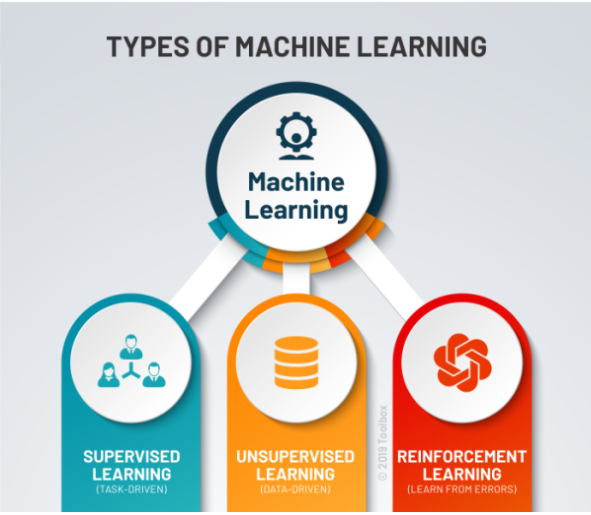 TYPES OF MACHINE LEARNING
Machine
Learning
SUPERVISED
LEARNING
(TASK-DRIVEN)
UNSUPERVISED
LEARNING
(DATA-DRIVEN)
© 2019 Toolbox
REINFORCEMENT
LEARNING
(LEARN FROM ERRORS)